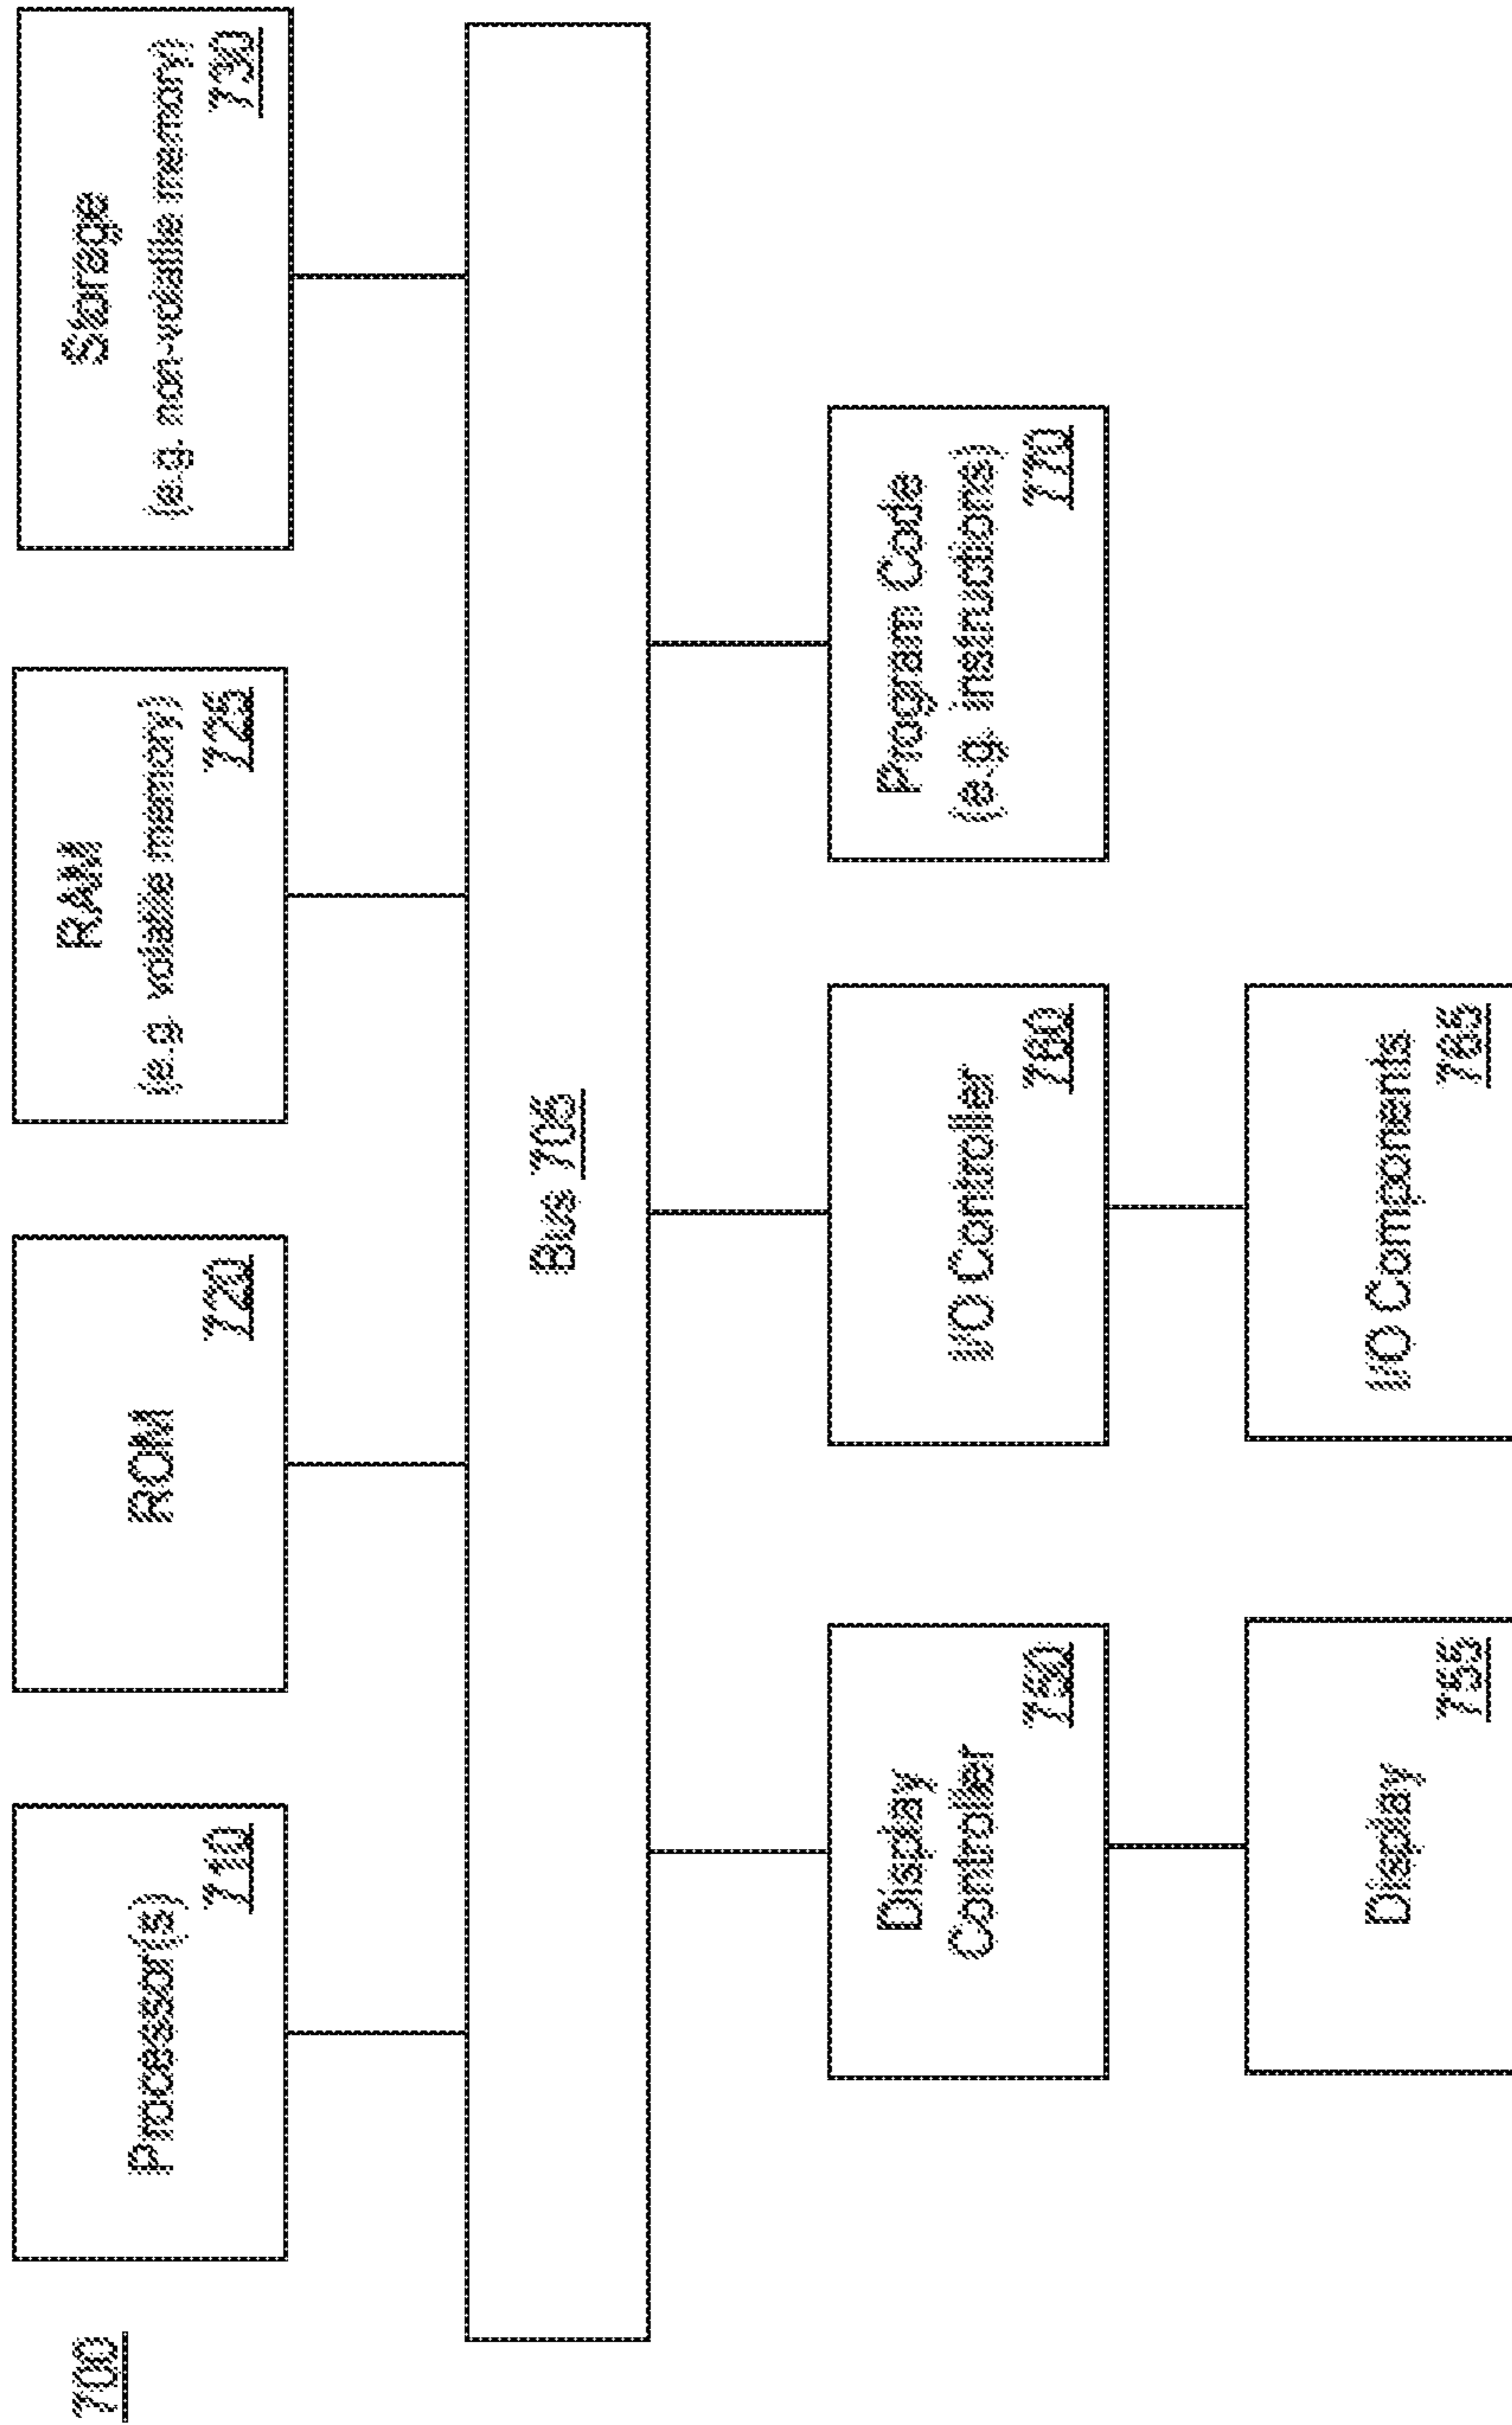 700
Processor(s)
710
ROM
720
RAM
(e.g. volatile memory)
725
Storage
(e.g. non-volatile memory)
730
Bus 705
Display
Controller
750
I/O Controller
760
Program Code
(e.g. instructions)
770
Display
755
I/O Components
765